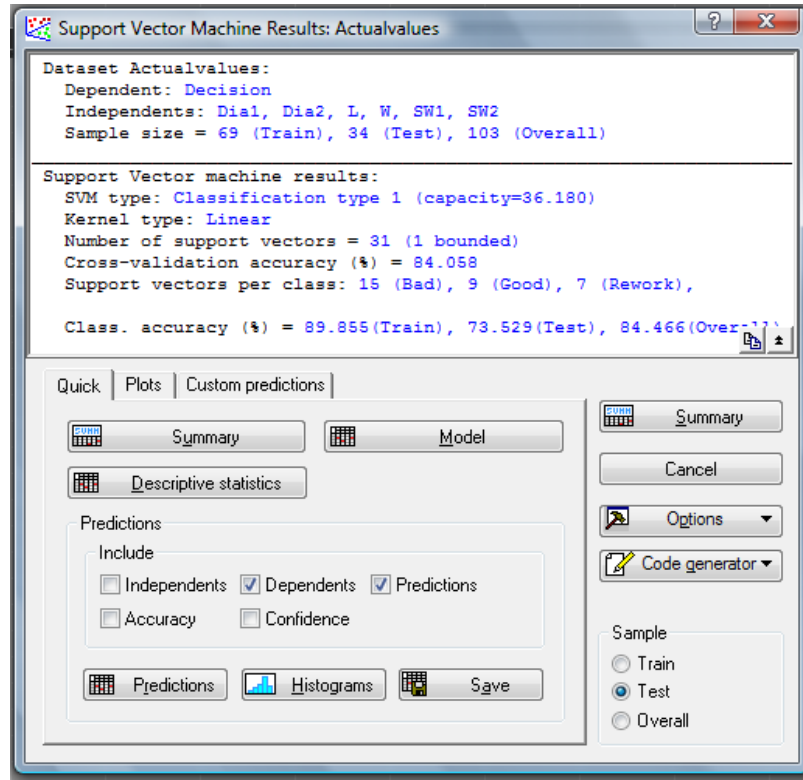 Support Vector Machine Results: Actualvalues
Dataset Actualvalues:
Dependent: Decision
Independents: Dia1, Dia2, L, W, SW1, SW2
Sample size = 69 (Train), 34 (Test), 103 (Overall)
Support Vector machine results:
SVM type: Classification type 1 (capacity=36.180)
Kernel type: Linear
Number of support vectors = 31 (1 bounded)
Cross-validation accuracy (%) = 84.058
Support vectors per class: 15 (Bad), 9 (Good), 7 (Rework),
Class. accuracy (%) = 89.855(Train), 73.529(Test), 84.466(Overall)
Quick Plots Custom predictions
Summary Model
Descriptive statistics
Predictions
Include
Independents Dependents Predictions
Accuracy Confidence
Predictions Histograms Save
Summary
Cancel
Options
Code generator
Sample
Train
Test
Overall